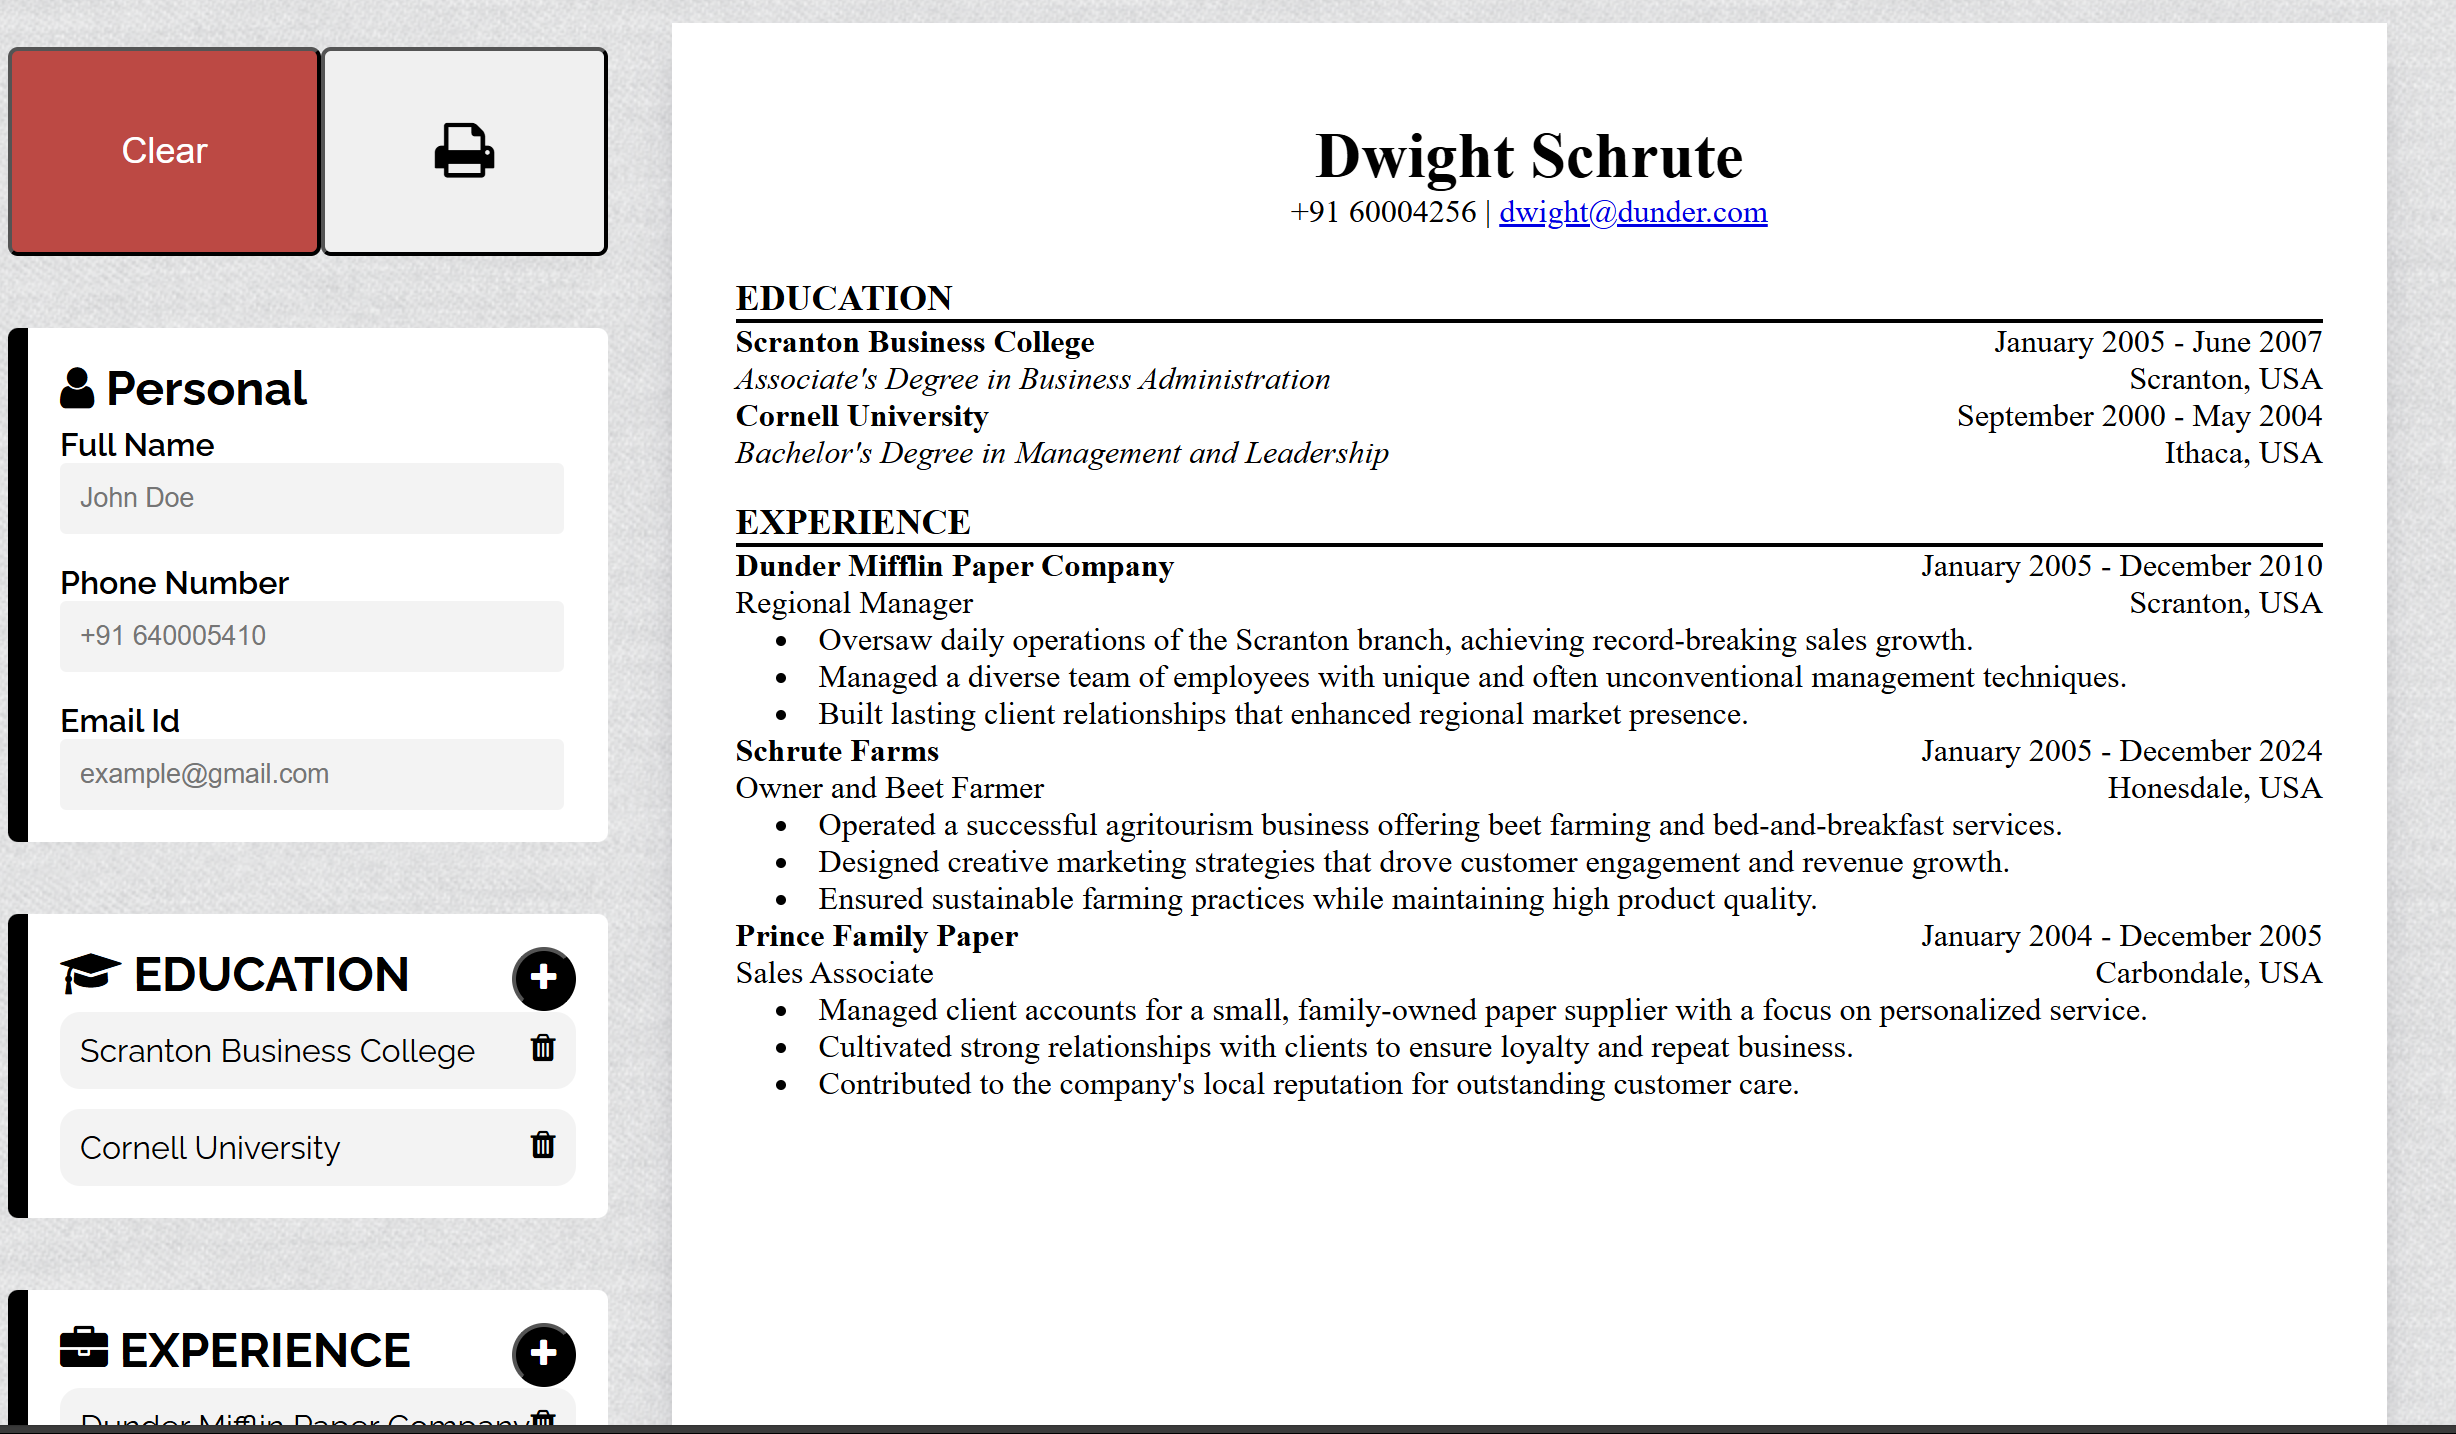 Clear
Personal
Full Name
John Doe
Phone Number
+91 640005410
Email Id
example@gmail.com
EDUCATION
Scranton Business College
Cornell University
EXPERIENCE
Dunder Mifflin Paper Company
Dwight Schrute
+91 60004256 | dwight@dunder.com
EDUCATION
Scranton Business College January 2005 - June 2007
Associate's Degree in Business Administration Scranton, USA
Cornell University September 2000 - May 2004
Bachelor's Degree in Management and Leadership Ithaca, USA
EXPERIENCE
Dunder Mifflin Paper Company January 2005 - December 2010
Regional Manager Scranton, USA
• Oversaw daily operations of the Scranton branch, achieving record-breaking sales growth.
• Managed a diverse team of employees with unique and often unconventional management techniques.
• Built lasting client relationships that enhanced regional market presence.
Schrute Farms January 2005 - December 2024
Owner and Beet Farmer Honesdale, USA
• Operated a successful agritourism business offering beet farming and bed-and-breakfast services.
• Designed creative marketing strategies that drove customer engagement and revenue growth.
• Ensured sustainable farming practices while maintaining high product quality.
Prince Family Paper January 2004 - December 2005
Sales Associate Carbondale, USA
• Managed client accounts for a small, family-owned paper supplier with a focus on personalized service.
• Cultivated strong relationships with clients to ensure loyalty and repeat business.
• Contributed to the company's local reputation for outstanding customer care.